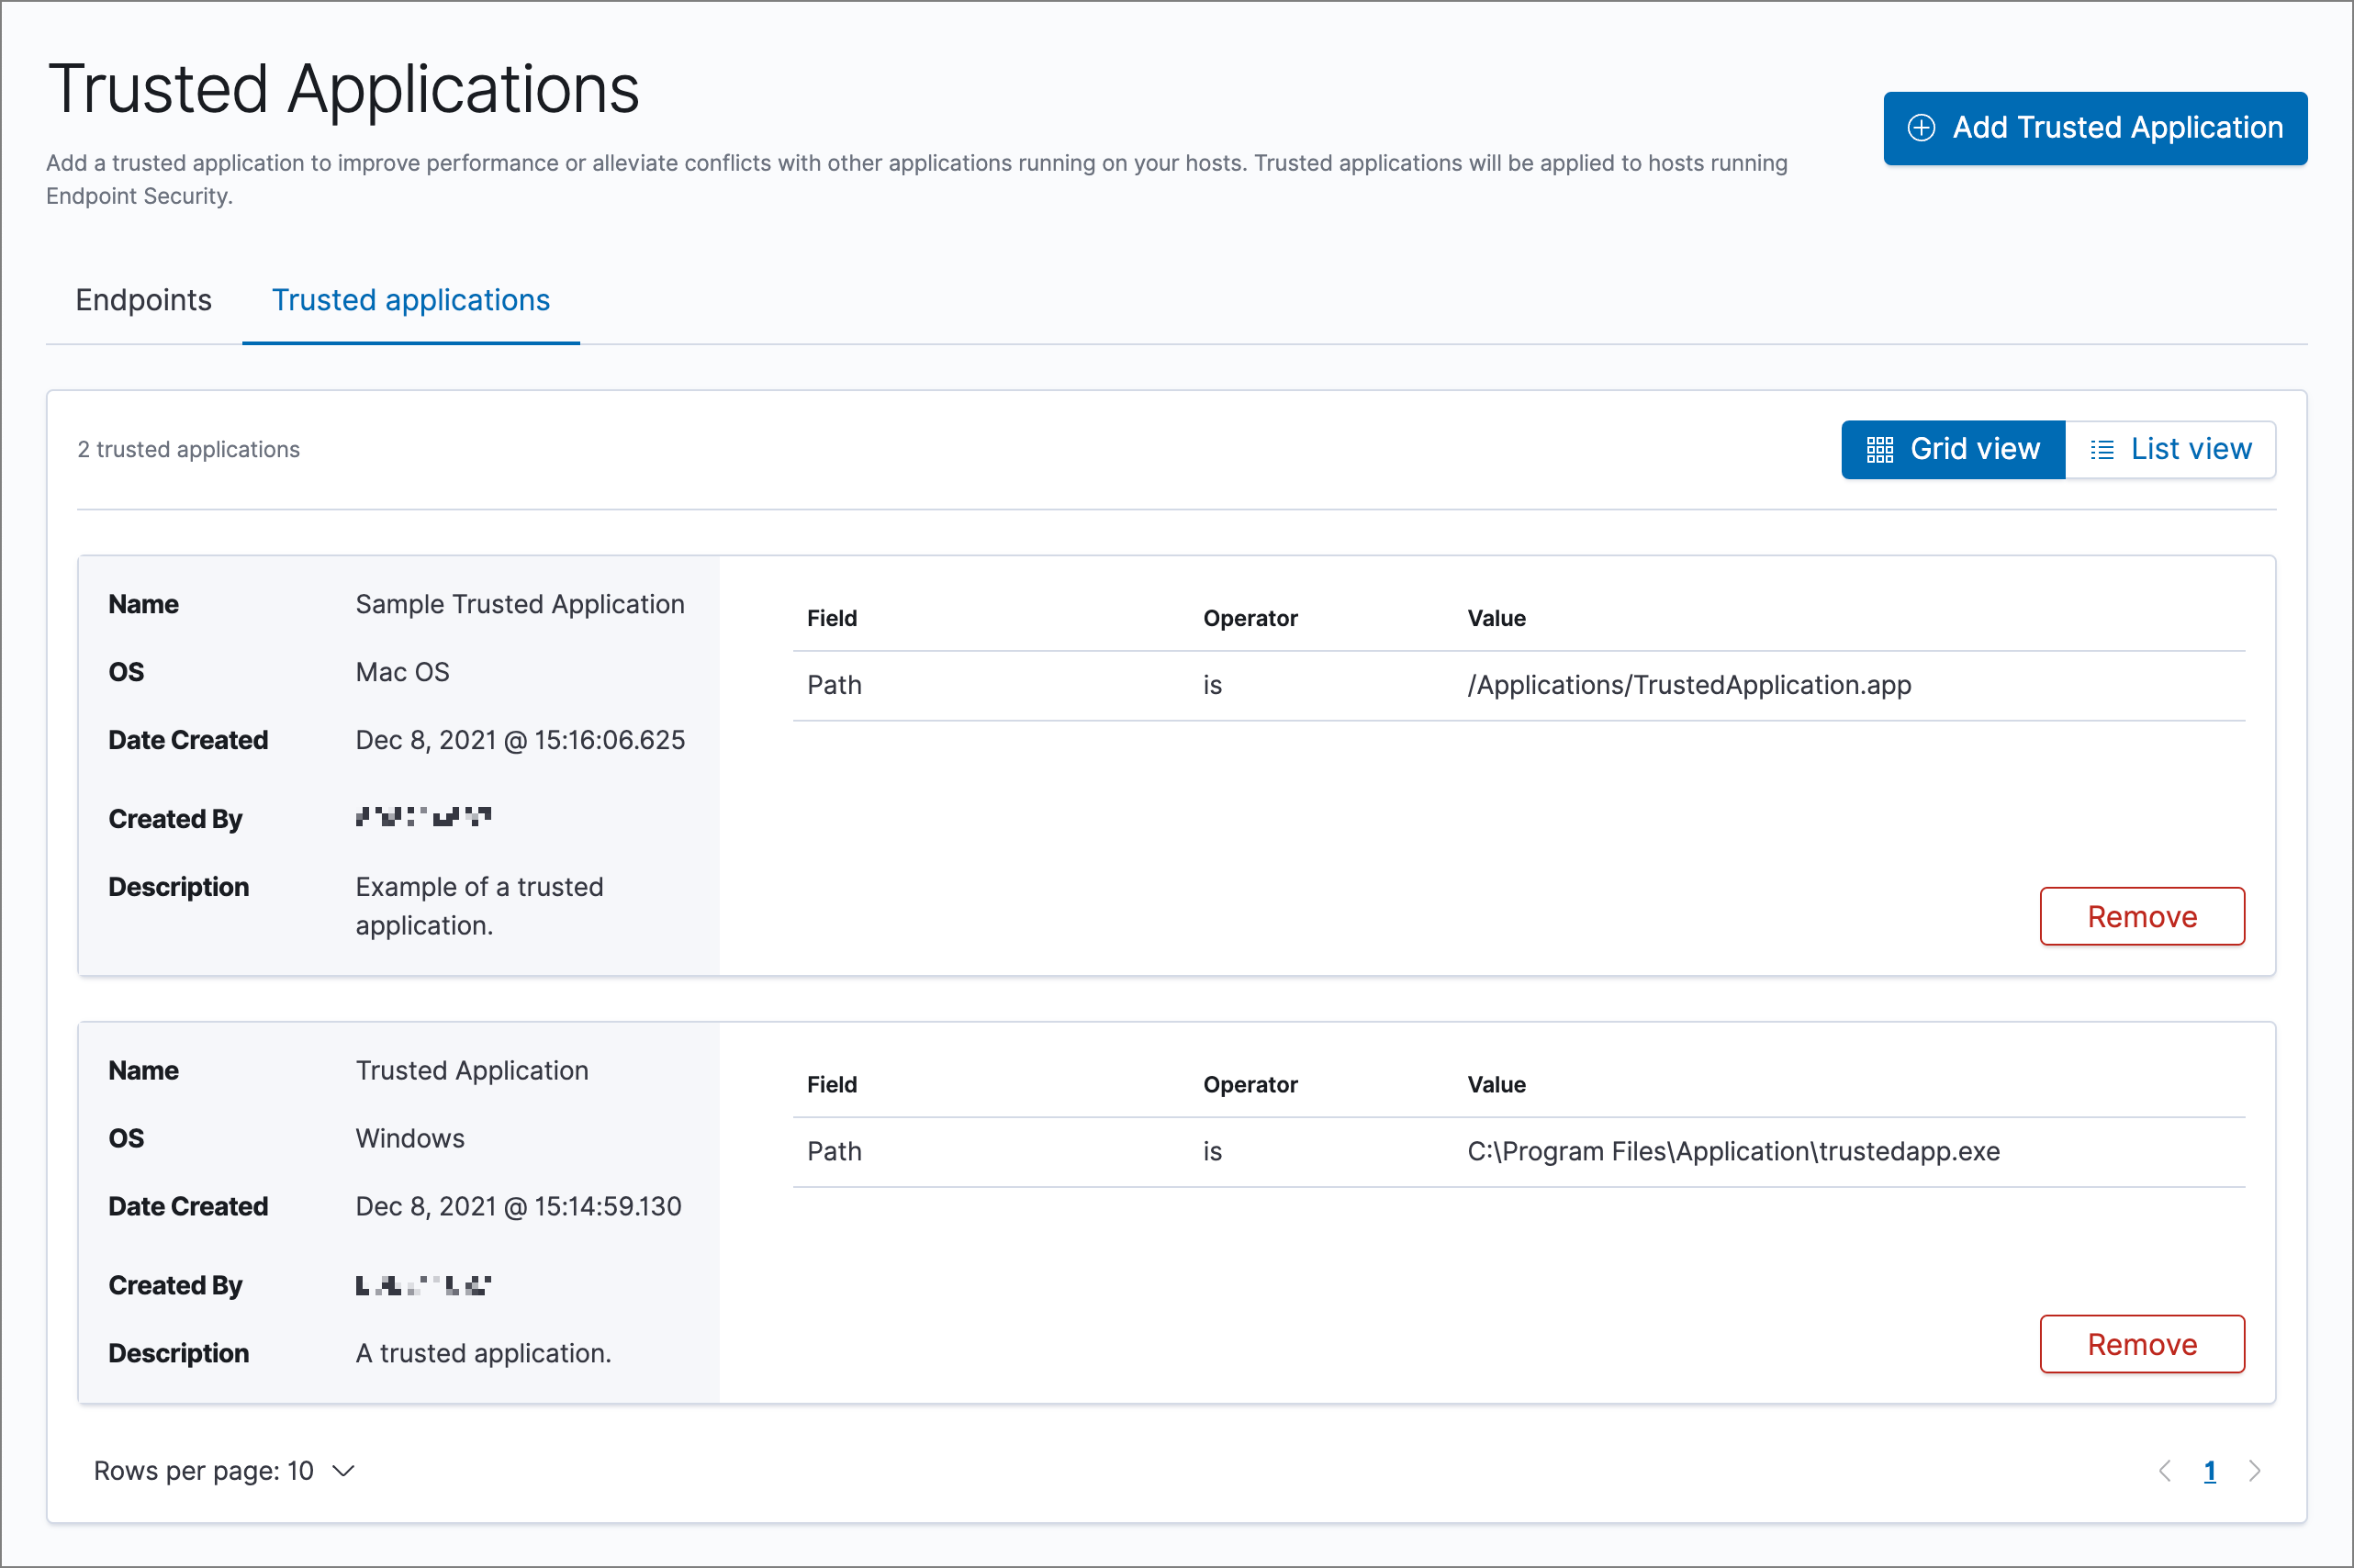 Trusted Applications
Add Trusted Application
Add a trusted application to improve performance or alleviate conflicts with other applications running on your hosts. Trusted applications will be applied to hosts running
Endpoint Security.
Endpoints Trusted applications
2 trusted applications
Grid view List view
Name Sample Trusted Application
OS Mac OS
Date Created Dec 8, 2021 @ 15:16:06.625
Created By
Description Example of a trusted
application.
Field Operator Value
Path is /Applications/TrustedApplication.app
Remove
Name Trusted Application
OS Windows
Date Created Dec 8, 2021 @ 15:14:59.130
Created By
Description A trusted application.
Field Operator Value
Path is C:\Program Files\Application\trustedapp.exe
Remove
Rows per page: 10
1